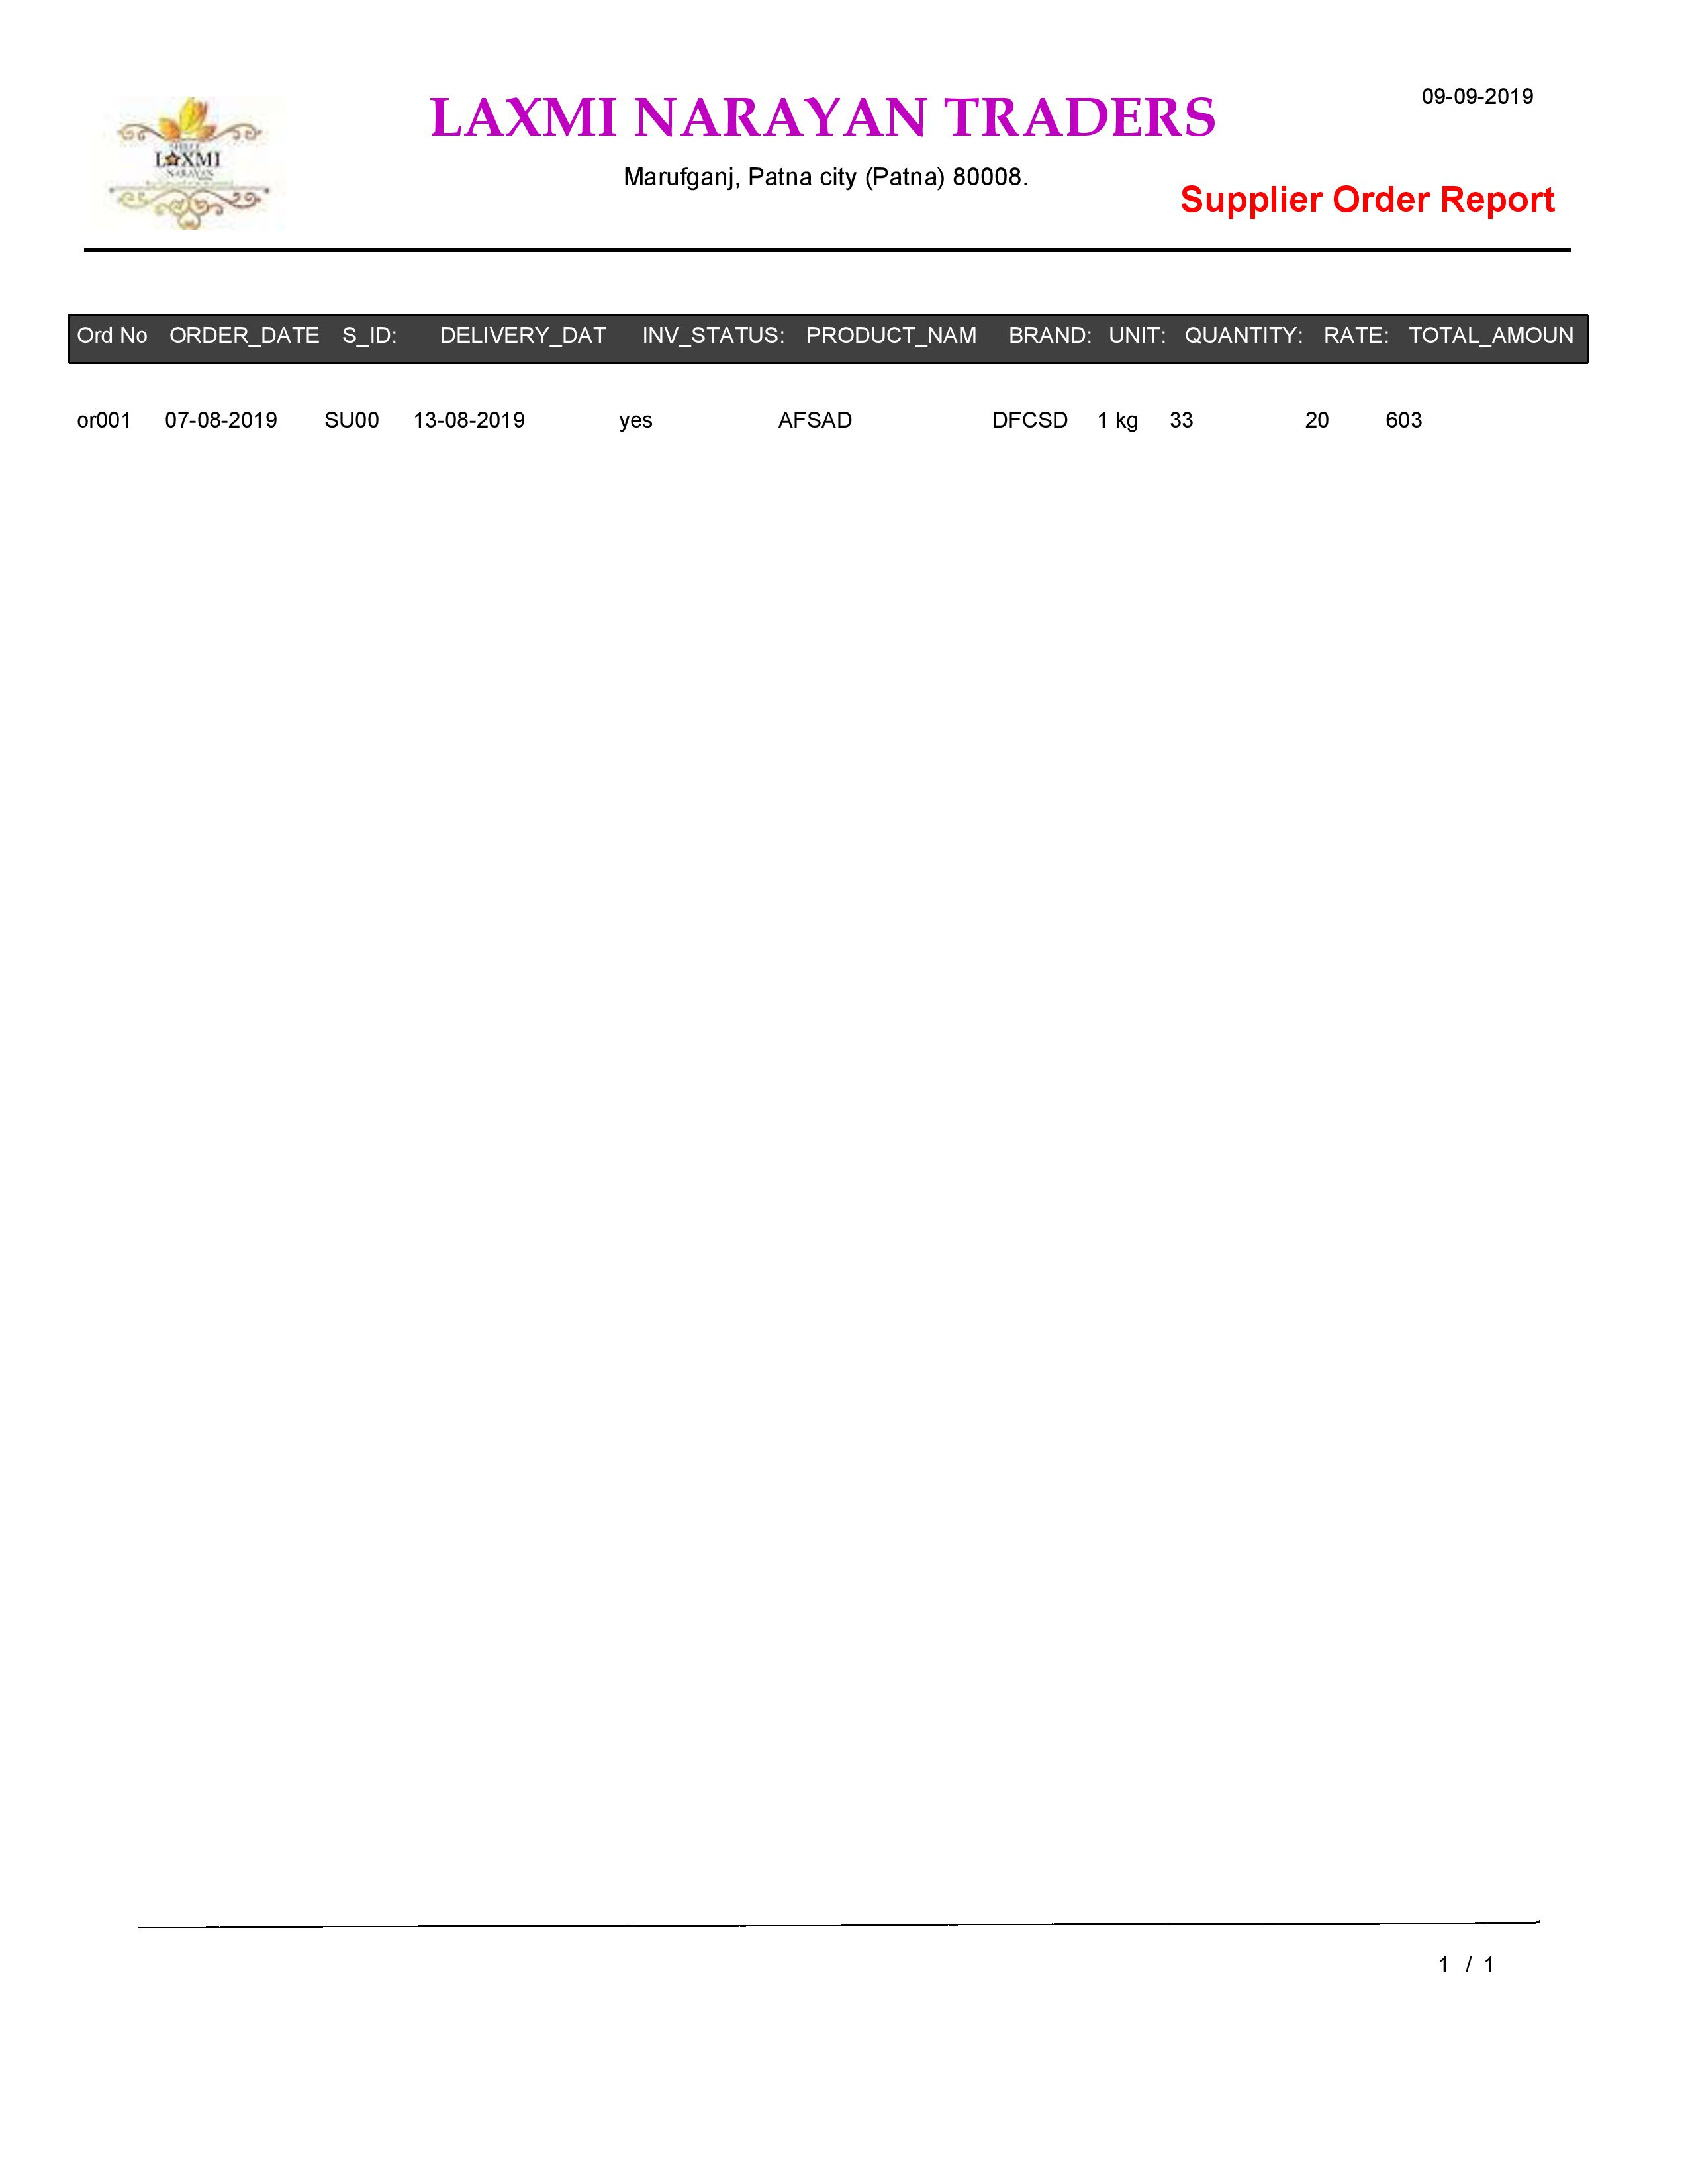 09-09-2019
LAXMI NARAYAN TRADERS
SHREE
LAXMI
NARAYAN
Marufganj, Patna city (Patna) 80008.
Supplier Order Report
Ord No ORDER_DATE S_ID: DELIVERY_DAT INV_STATUS: PRODUCT_NAM BRAND: UNIT: QUANTITY: RATE: TOTAL_AMOUN
or001 07-08-2019 SU00 13-08-2019 yes AFSAD DFCSD 1 kg 33 20 603
1 / 1